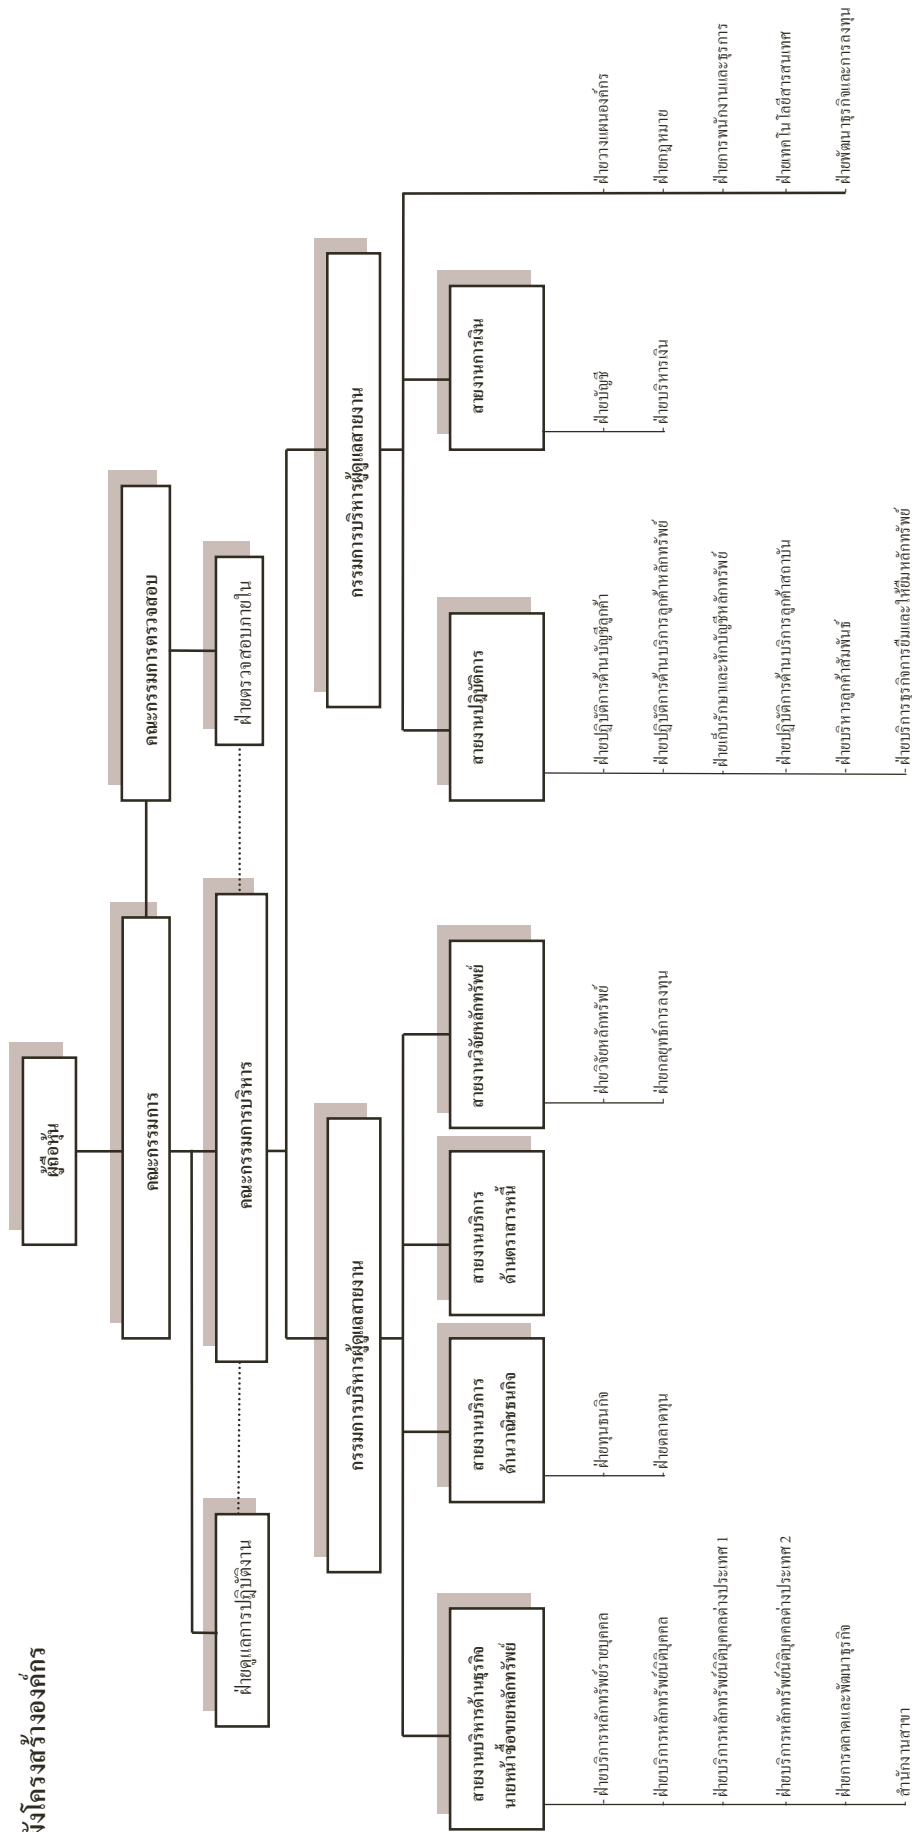 ผังโครงสร้างองค์กร
ผู้ถือหุ้น
คณะกรรมการ
คณะกรรมการตรวจสอบ
ฝ่ายดูแลการปฏิบัติงาน
คณะกรรมการบริหาร
ฝ่ายตรวจสอบภายใน
กรรมการบริหารผู้ดูแลสายงาน
กรรมการบริหารผู้ดูแลสายงาน
สายงานบริหารด้านธุรกิจ
นายหน้าซื้อขายหลักทรัพย์
- ฝ่ายบริการหลักทรัพย์รายบุคคล
- ฝ่ายบริการหลักทรัพย์นิติบุคคล
- ฝ่ายบริการหลักทรัพย์นิติบุคคลต่างประเทศ 1
- ฝ่ายบริการหลักทรัพย์นิติบุคคลต่างประเทศ 2
- ฝ่ายการตลาดและพัฒนาธุรกิจ
- สำนักงานสาขา
สายงานบริการ
ด้านวาณิชธนกิจ
- ฝ่ายทุนธนกิจ
- ฝ่ายตลาดทุน
สายงานบริการ
ด้านตราสารหนี้
สายงานวิจัยหลักทรัพย์
- ฝ่ายวิจัยหลักทรัพย์
- ฝ่ายกลยุทธ์การลงทุน
สายงานปฏิบัติการ
- ฝ่ายปฏิบัติการด้านบัญชีลูกค้า
- ฝ่ายปฏิบัติการด้านบริการลูกค้าหลักทรัพย์
- ฝ่ายเก็บรักษาและหักบัญชีหลักทรัพย์
- ฝ่ายปฏิบัติการด้านบริการลูกค้าสถาบัน
- ฝ่ายบริหารลูกค้าสัมพันธ์
- ฝ่ายบริการธุรกิจการยืมและให้ยืมหลักทรัพย์
สายงานการเงิน
- ฝ่ายบัญชี
- ฝ่ายบริหารเงิน
- ฝ่ายวางแผนองค์กร
- ฝ่ายกฎหมาย
- ฝ่ายการพนักงานและธุรการ
- ฝ่ายเทคโนโลยีสารสนเทศ
- ฝ่ายพัฒนาธุรกิจและการลงทุน